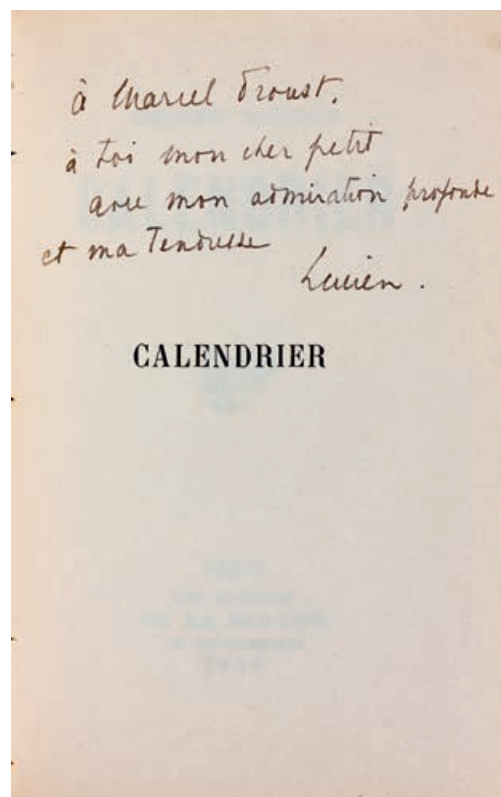 à Marcel Proust.
à toi mon cher petit
avec mon admiration profonde
et ma Tendresse
Lucien.
CALENDRIER